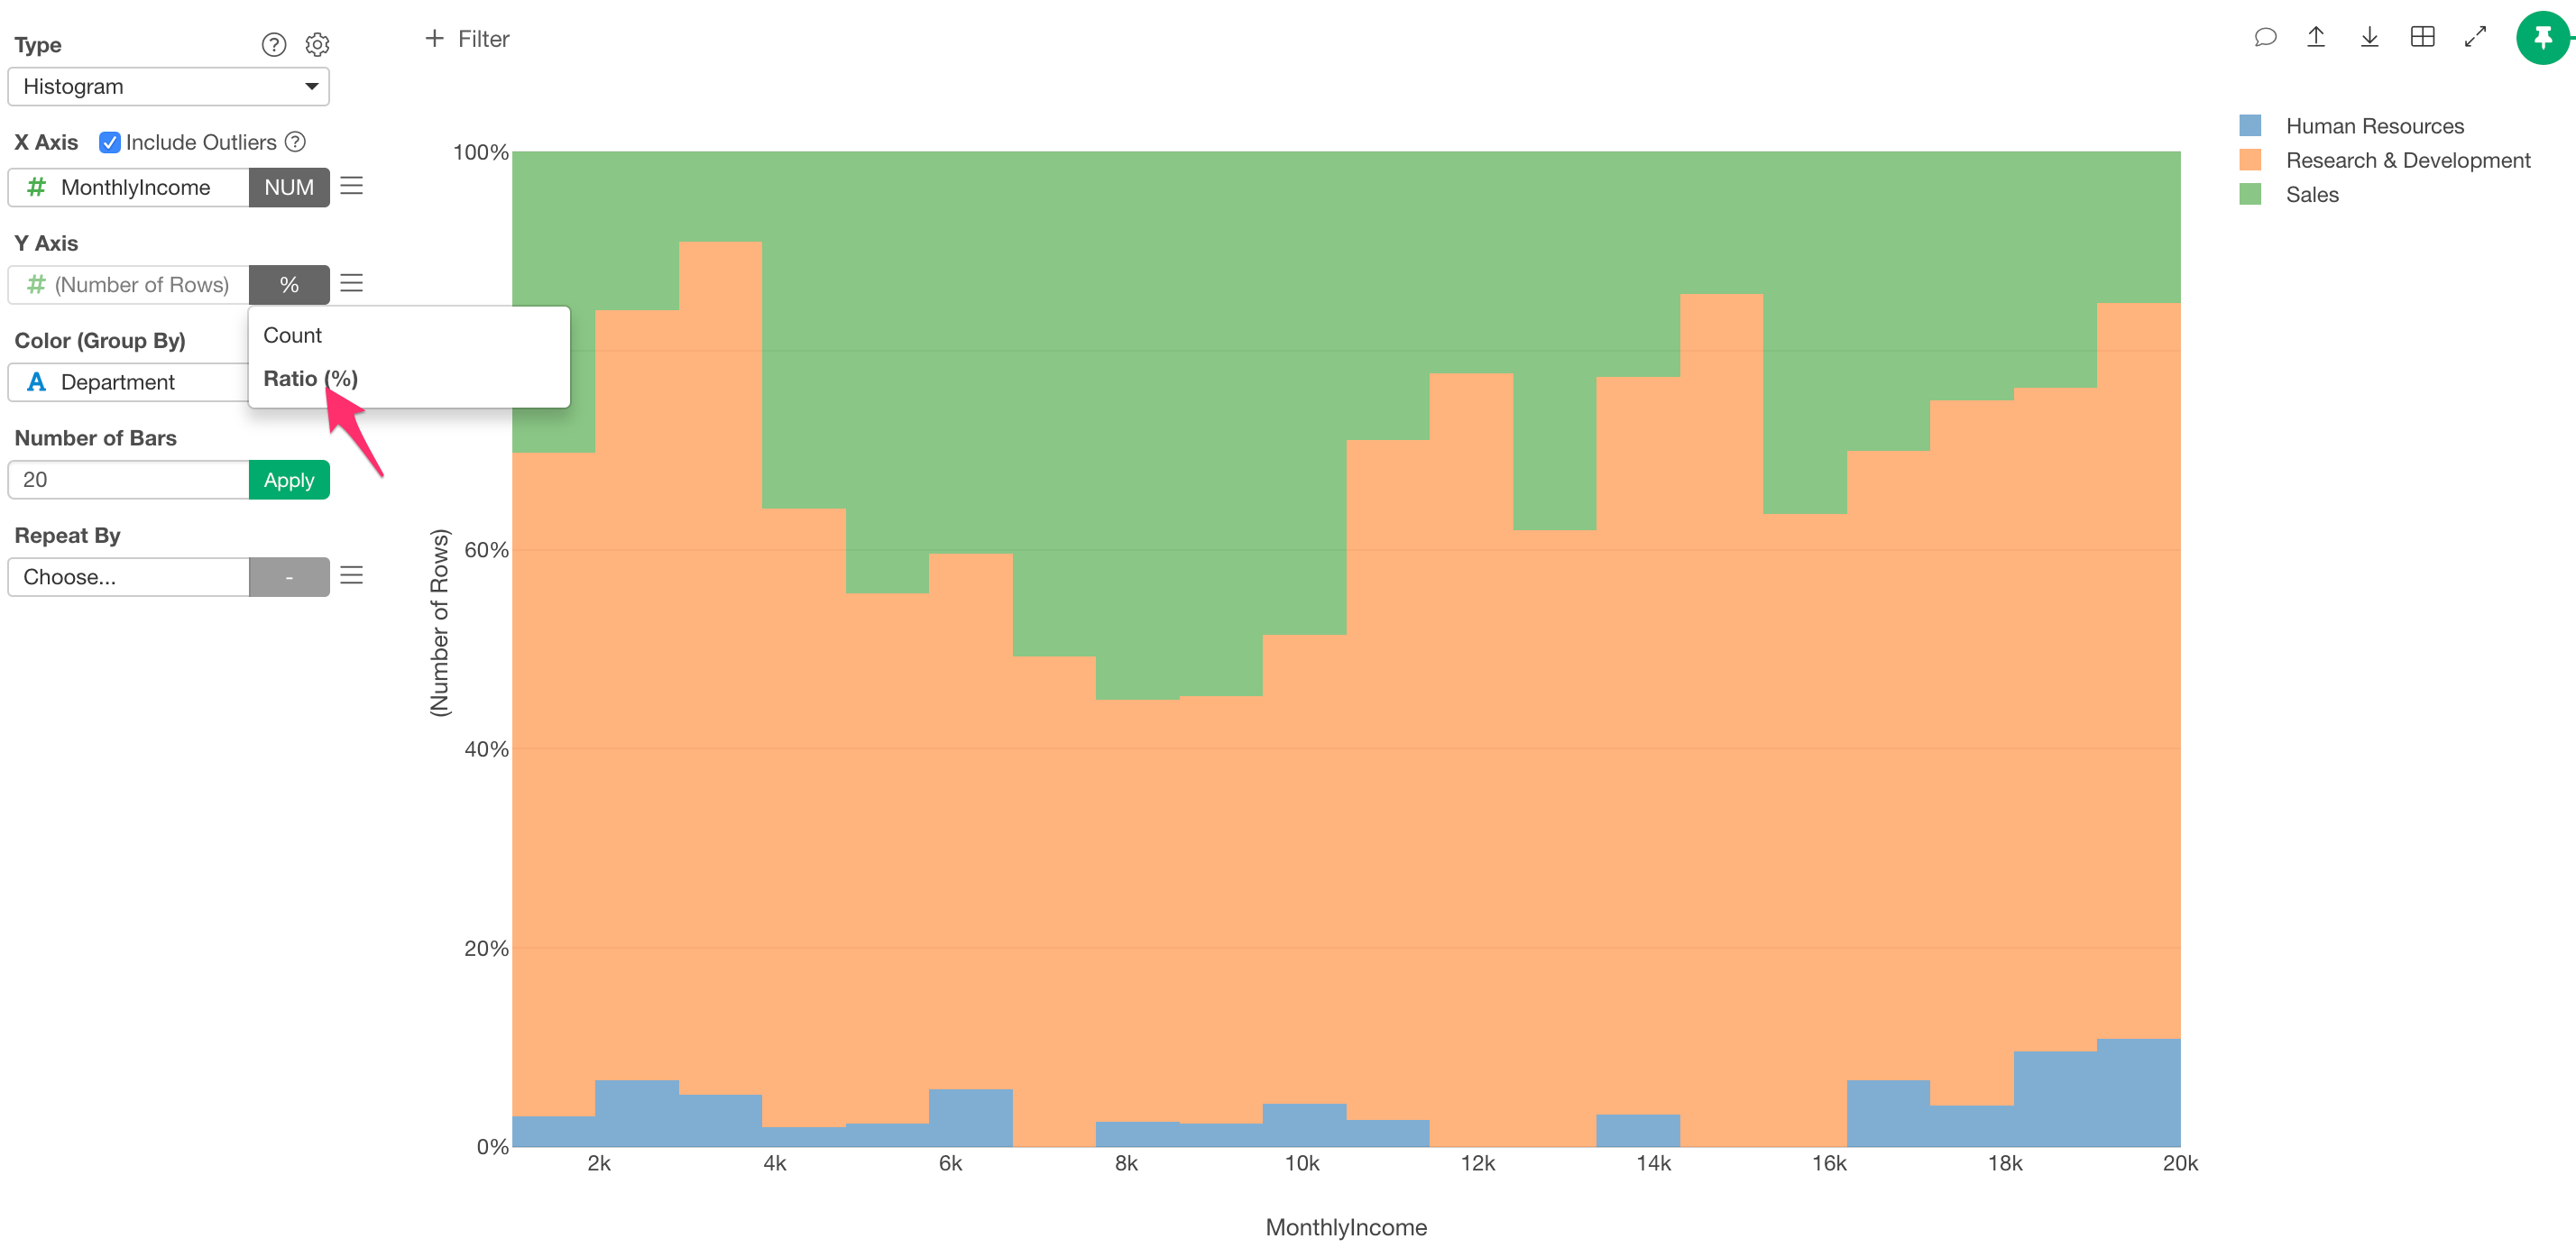 Type
Histogram
X Axis Include Outliers
# MonthlyIncome NUM
Y Axis
# (Number of Rows) %
Count
Ratio (%)
Color (Group By)
A Department
Number of Bars
20 Apply
Repeat By
Choose... -
+ Filter
100%
60%
40%
20%
0%
(Number of Rows)
2k 4k 6k 8k 10k 12k 14k 16k 18k 20k
MonthlyIncome
Human Resources
Research & Development
Sales